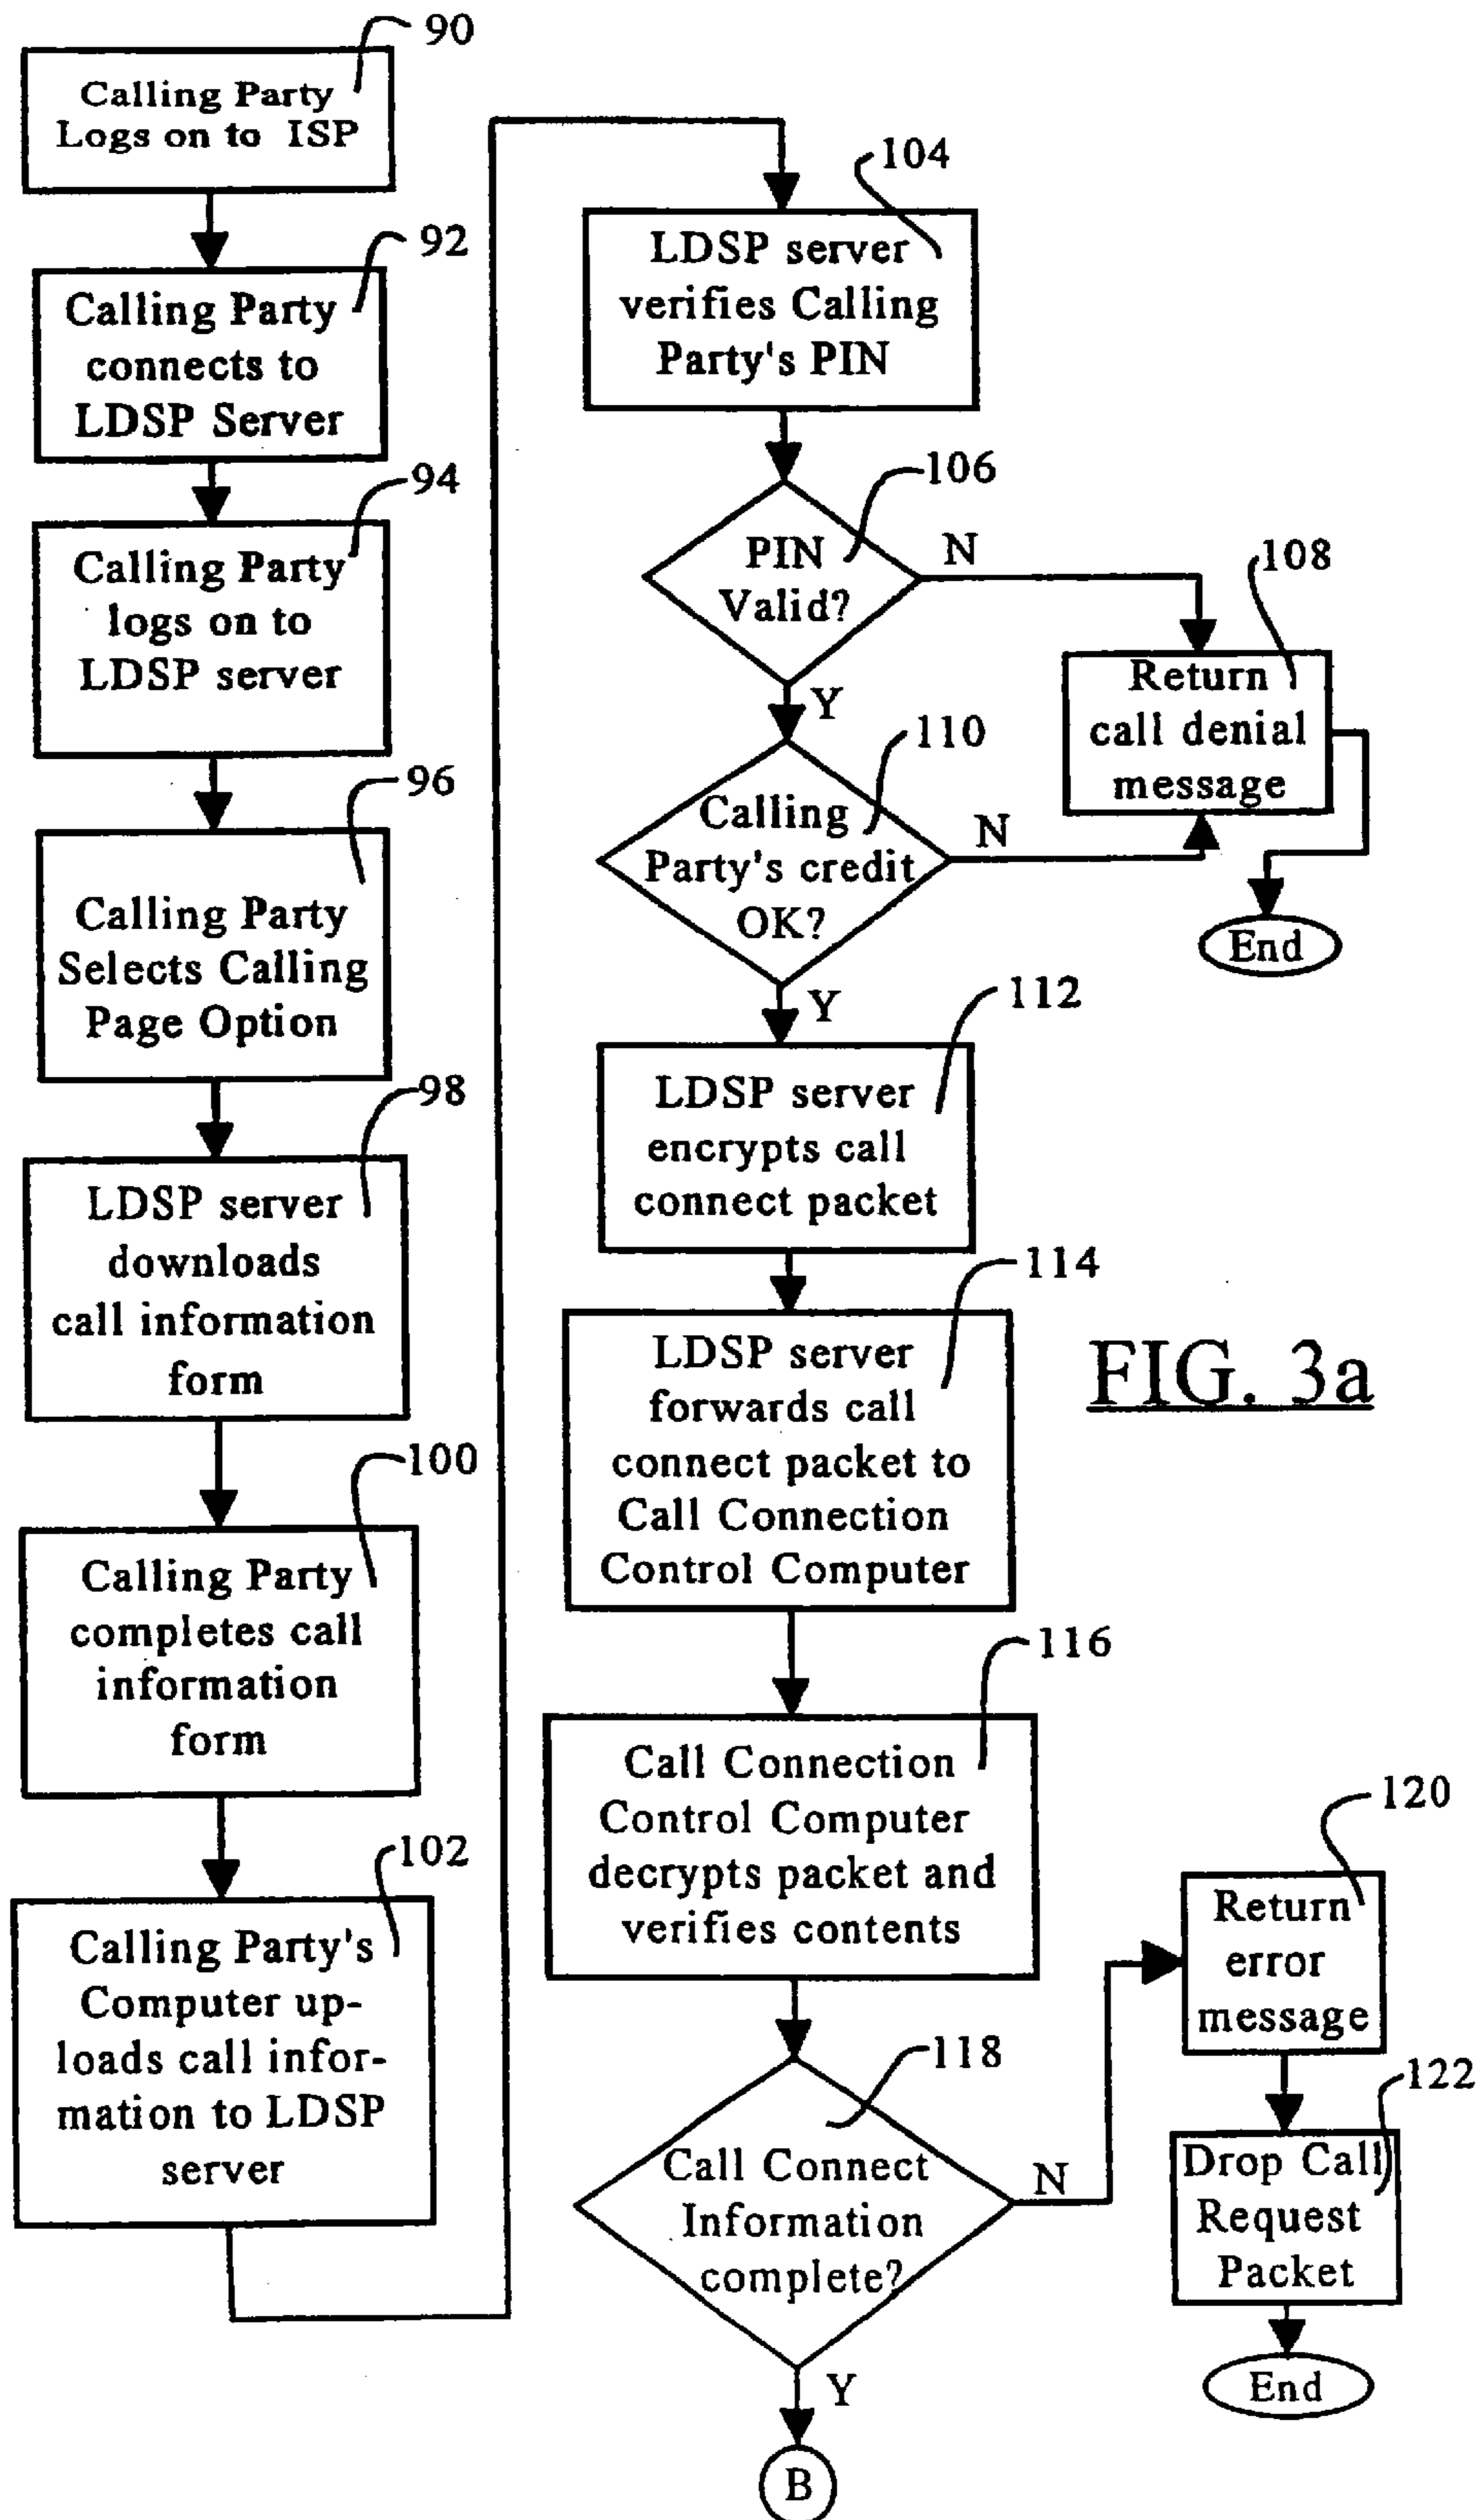 90
Calling Party
Logs on to ISP
92
Calling Party
connects to
LDSP Server
94
Calling Party
logs on to
LDSP server
96
Calling Party
Selects Calling
Page Option
98
LDSP server
downloads
call information
form
100
Calling Party
completes call
information
form
102
Calling Party's
Computer up-
loads call infor-
mation to LDSP
server
104
LDSP server
verifies Calling
Party's PIN
106
PIN
Valid?
N
Y
108
Return
call denial
message
End
110
Calling
Party's credit
OK?
N
Y
112
LDSP server
encrypts call
connect packet
114
LDSP server
forwards call
connect packet to
Call Connection
Control Computer
FIG. 3a
116
Call Connection
Control Computer
decrypts packet and
verifies contents
118
Call Connect
Information
complete?
N
Y
B
120
Return
error
message
122
Drop Call
Request
Packet
End